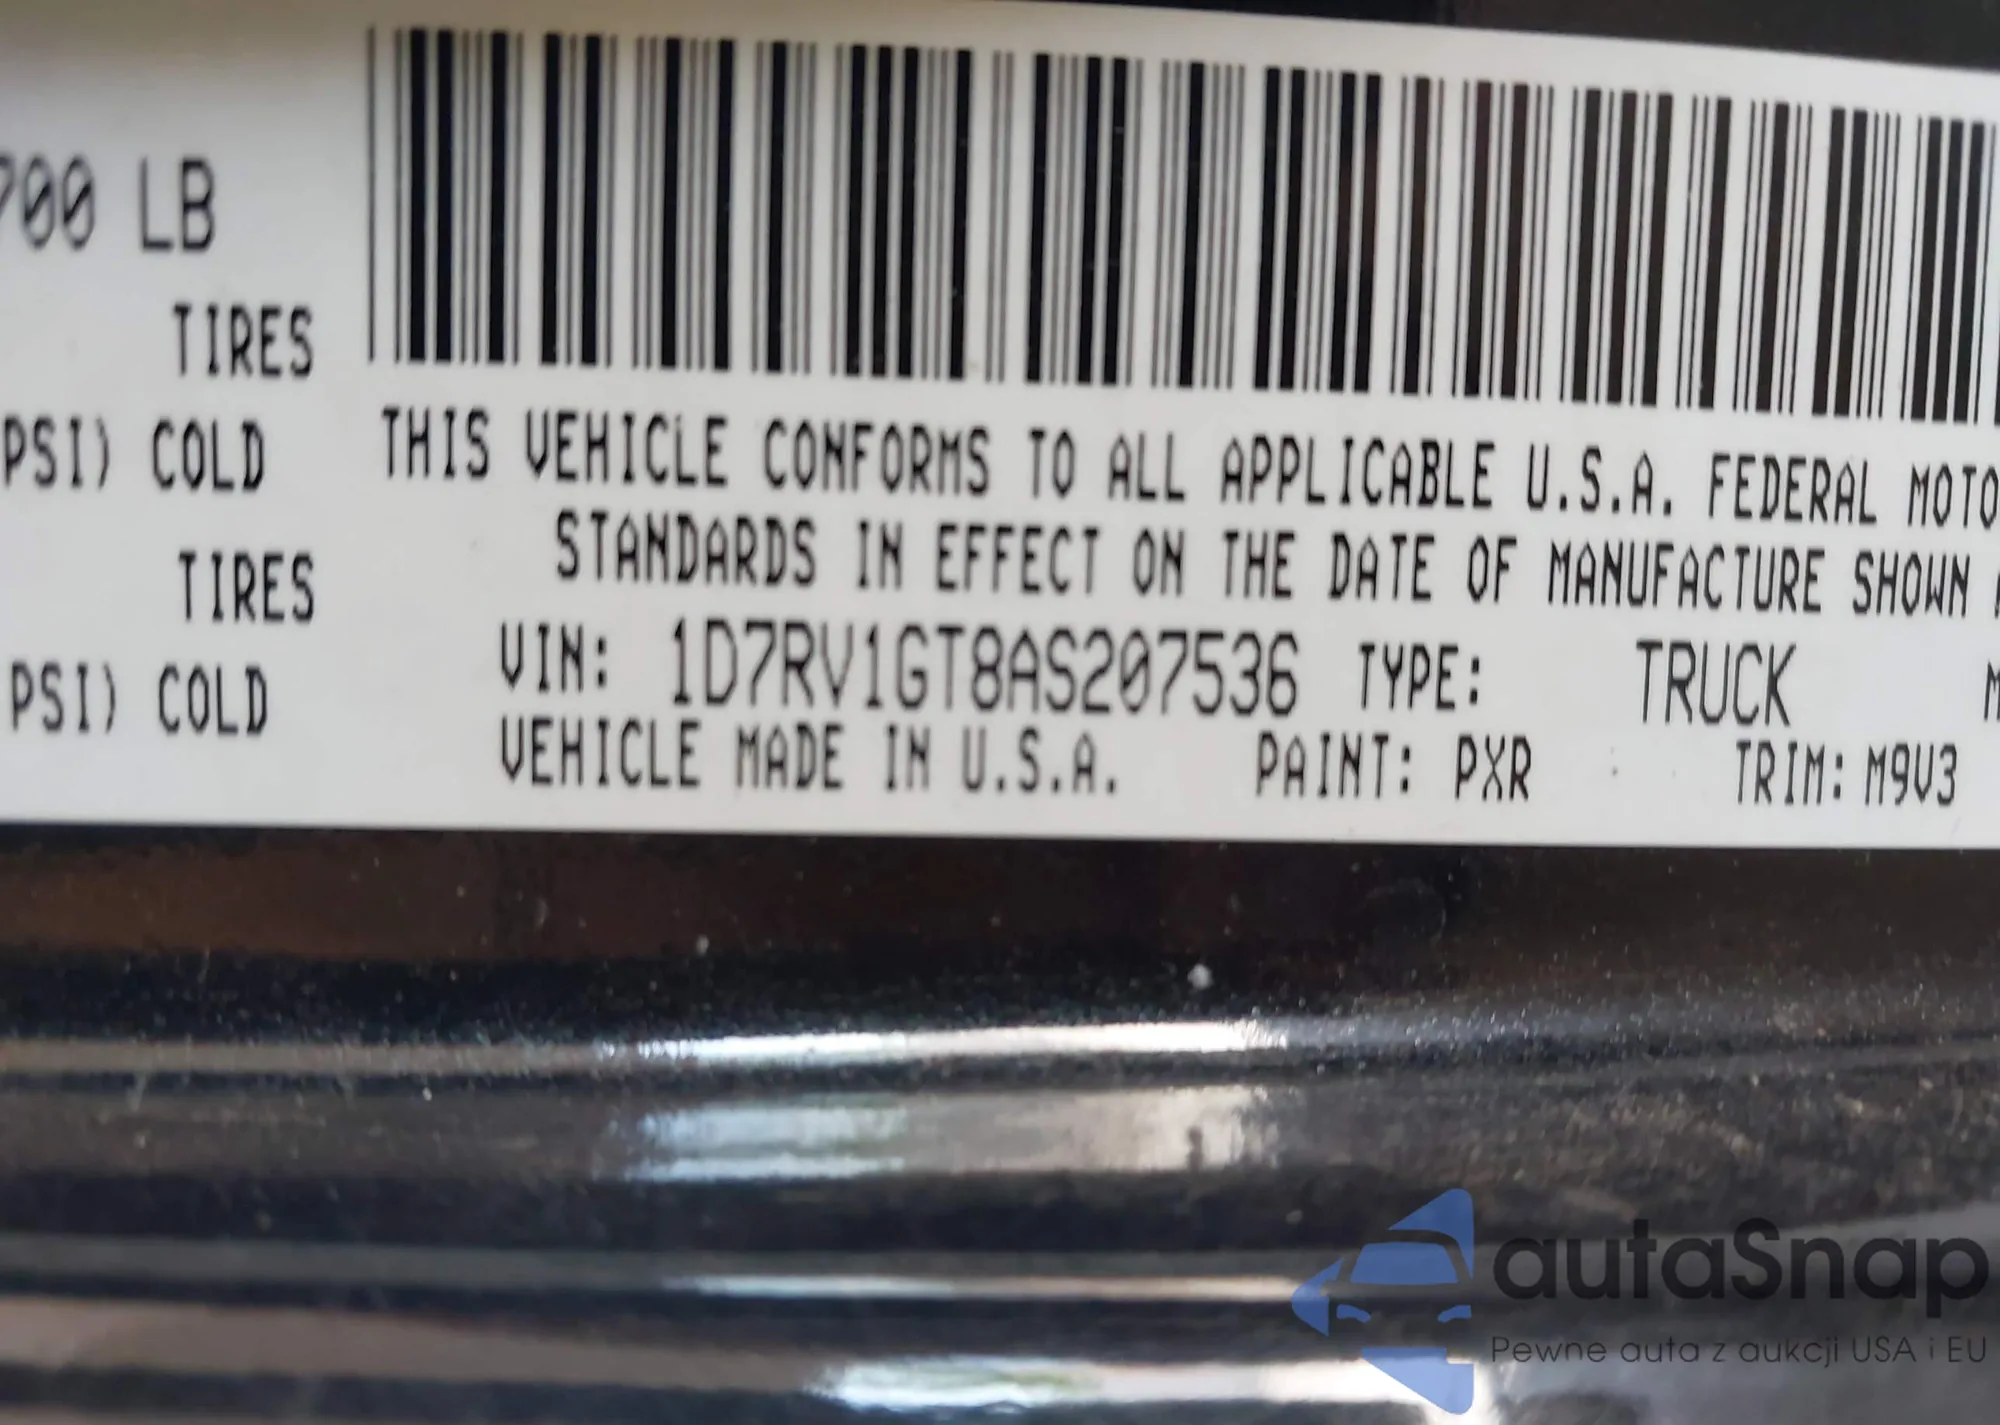 700 LB
TIRES
PSI) COLD
TIRES
PSI) COLD
THIS VEHICLE CONFORMS TO ALL APPLICABLE U.S.A. FEDERAL MOTO
STANDARDS IN EFFECT ON THE DATE OF MANUFACTURE SHOWN
VIN: 1D7RV1GT8AS207536 TYPE: TRUCK
VEHICLE MADE IN U.S.A. PAINT: PXR TRIM: M9V3
autaSnap
Pewne auta z aukcji USA i EU